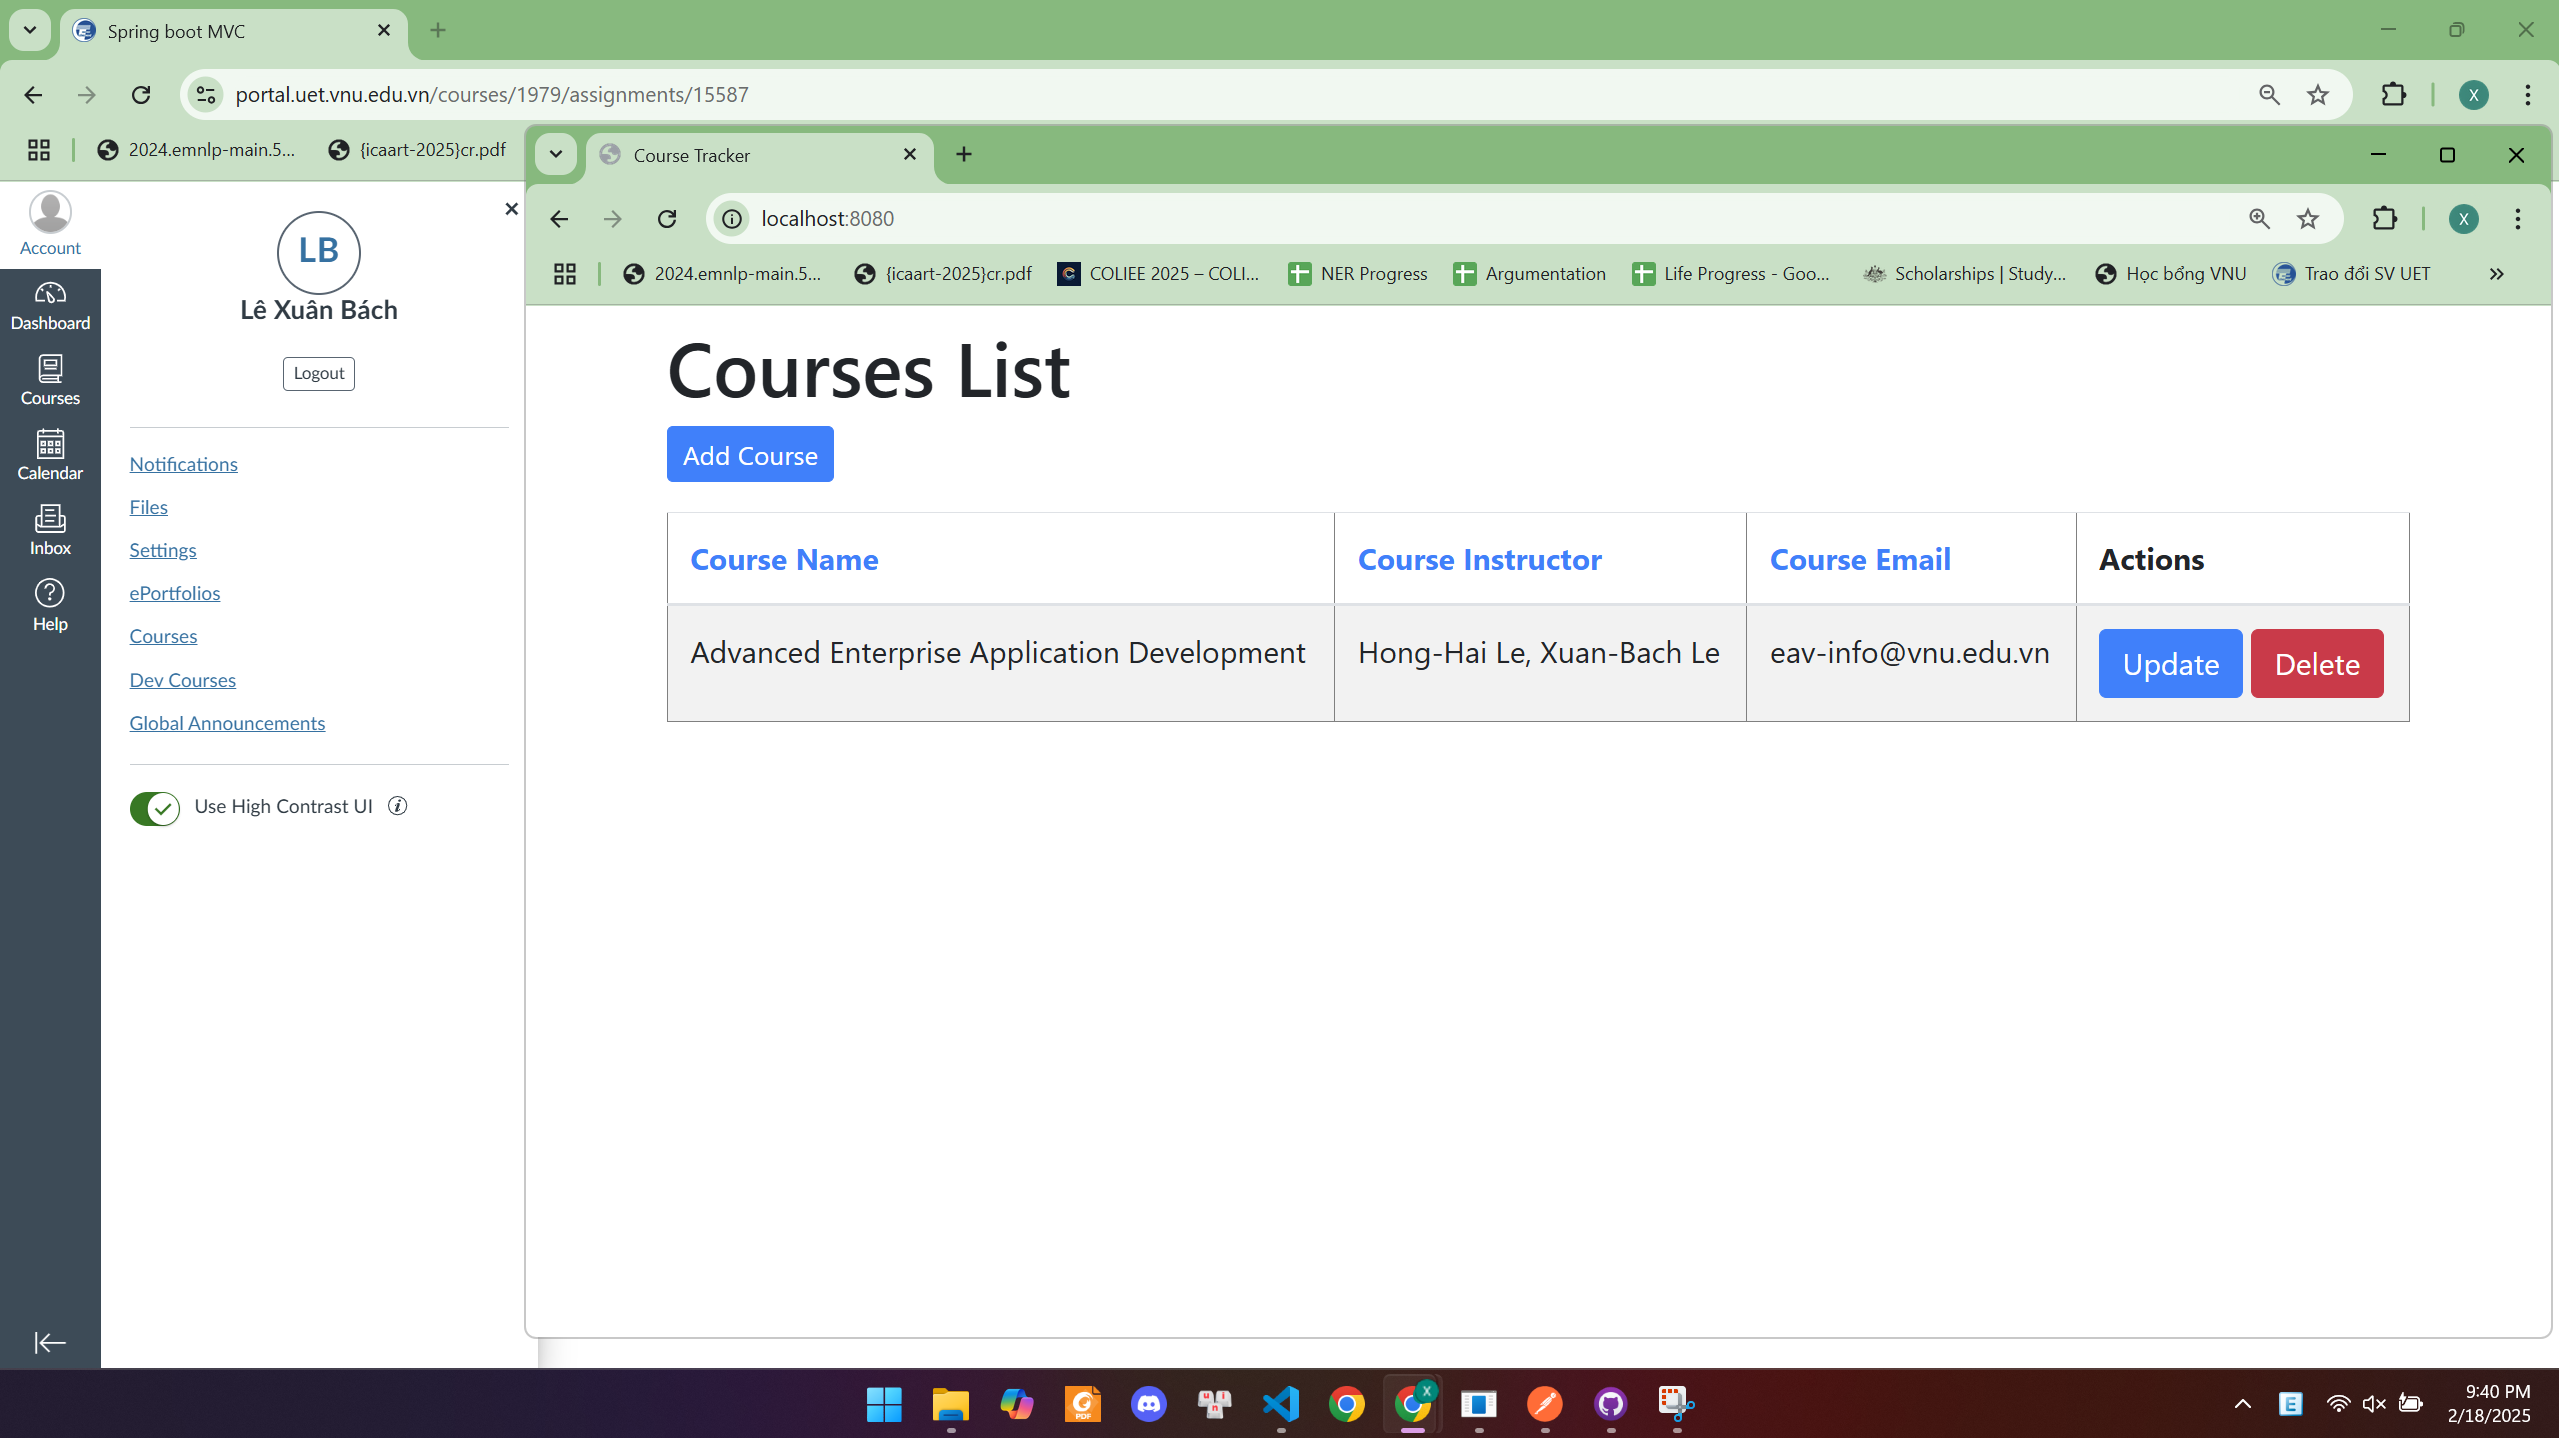 Spring boot MVC
portal.uet.vnu.edu.vn/courses/1979/assignments/15587
X
2024.emnlp-main.5...
{icaart-2025}cr.pdf
Account
Dashboard
Courses
Calendar
Inbox
Help
LB
Lê Xuân Bách
Logout
Notifications
Files
Settings
ePortfolios
Courses
Dev Courses
Global Announcements
Use High Contrast UI
Course Tracker
localhost:8080
X
2024.emnlp-main.5...
{icaart-2025}cr.pdf
COLIEE 2025 – COLI...
NER Progress
Argumentation
Life Progress - Goo...
Scholarships | Study...
Học bổng VNU
Trao đổi SV UET
Courses List
Add Course
Course Name
Course Instructor
Course Email
Actions
Advanced Enterprise Application Development
Hong-Hai Le, Xuan-Bach Le
eav-info@vnu.edu.vn
Update
Delete
PDF
X
E
9:40 PM
2/18/2025